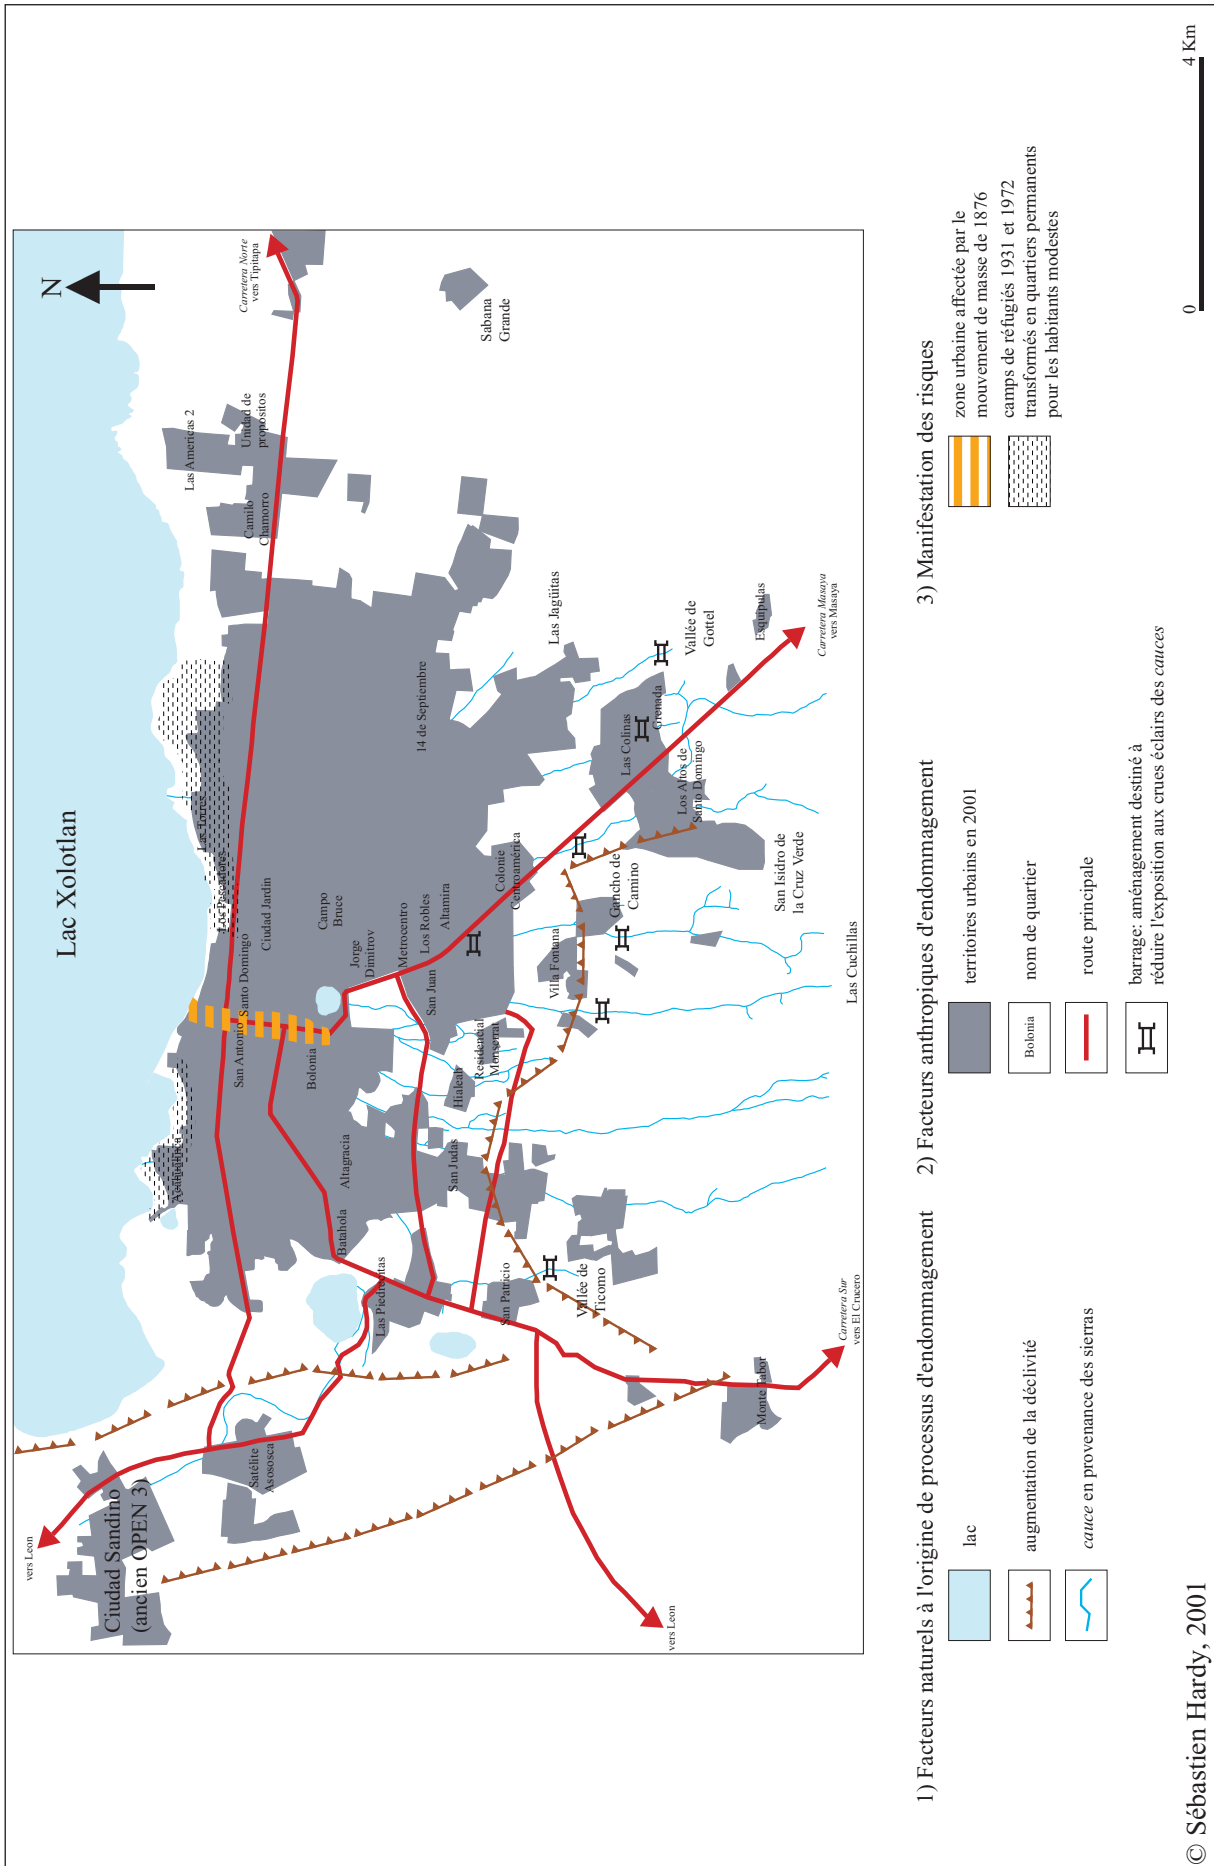 Lac Xolotlan
N
vers Leon
Ciudad Sandino
(ancien OPEN 3)
Satélite
Asososca
Acahualinca
San Antonio
Santo Domingo
Los Pescadores
Las Torres
Ciudad Jardin
Las Americas 2
Camilo
Chamorro
Unidad de
propositos
Carretera Norte
vers Tipitapa
Bolonia
Campo
Bruce
Jorge
Dimitrov
Batahola
Altagracia
Las Piedrecitas
Metrocentro
Los Robles
Altamira
San Juan
14 de Septiembre
Sabana
Grande
San Judas
Hialeah
Residencial
Monserrat
Colonie
Centroamérica
San Patricio
Villa Fontana
Las Jagüitas
Vallée de
Ticomo
Gancho de
Camino
Las Colinas
Grenada
Vallée de
Gottel
Los Altos de
Santo Domingo
Esquipulas
vers Leon
Monte Tabor
San Isidro de
la Cruz Verde
Carretera Masaya
vers Masaya
Carretera Sur
vers El Crucero
Las Cuchillas
1) Facteurs naturels à l'origine de processus d'endommagement
lac
augmentation de la déclivité
cauce en provenance des sierras
2) Facteurs anthropiques d'endommagement
territoires urbains en 2001
Bolonia
nom de quartier
route principale
barrage: aménagement destiné à
réduire l'exposition aux crues éclairs des cauces
3) Manifestation des risques
zone urbaine affectée par le
mouvement de masse de 1876
camps de réfugiés 1931 et 1972
transformés en quartiers permanents
pour les habitants modestes
© Sébastien Hardy, 2001
0
4 Km